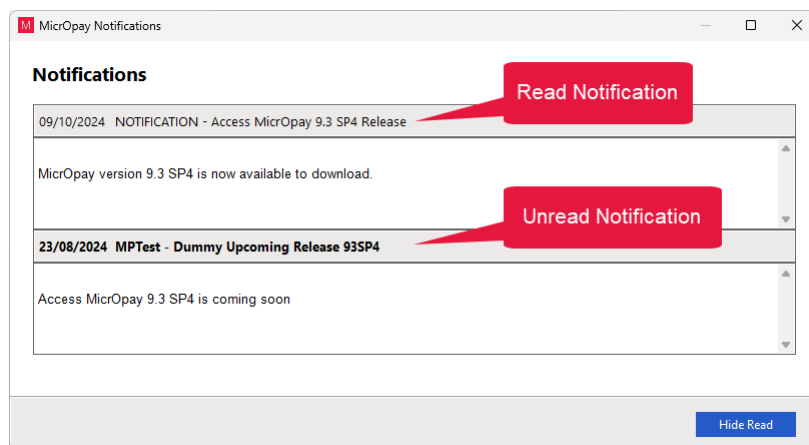 M MicrOpay Notifications
Notifications
Read Notification
09/10/2024 NOTIFICATION - Access MicrOpay 9.3 SP4 Release
MicrOpay version 9.3 SP4 is now available to download.
Unread Notification
23/08/2024 MPTest - Dummy Upcoming Release 93SP4
Access MicrOpay 9.3 SP4 is coming soon
Hide Read